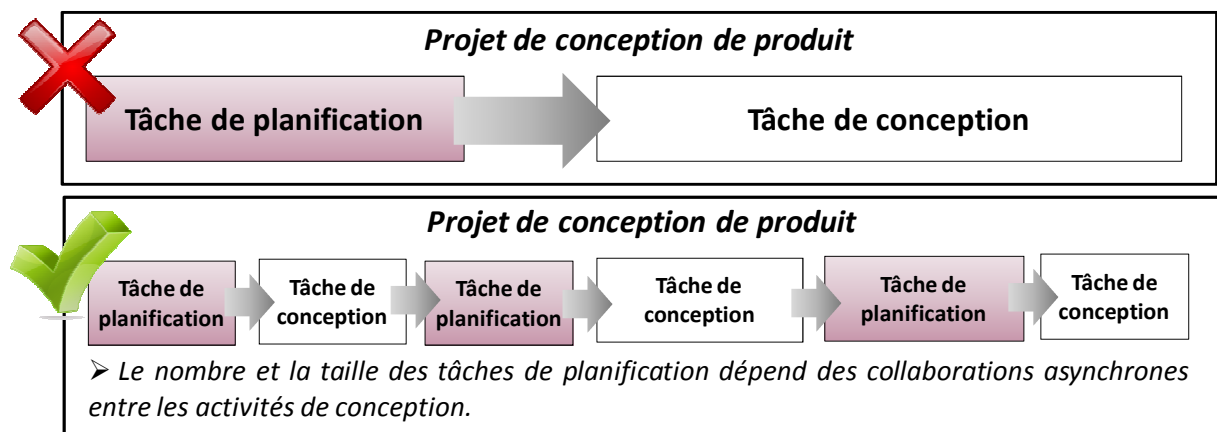 Projet de conception de produit
Tâche de planification
Tâche de conception
Projet de conception de produit
Tâche de
planification
Tâche de
conception
Tâche de
planification
Tâche de
conception
Tâche de
planification
Tâche de
conception
➢ Le nombre et la taille des tâches de planification dépend des collaborations asynchrones
entre les activités de conception.